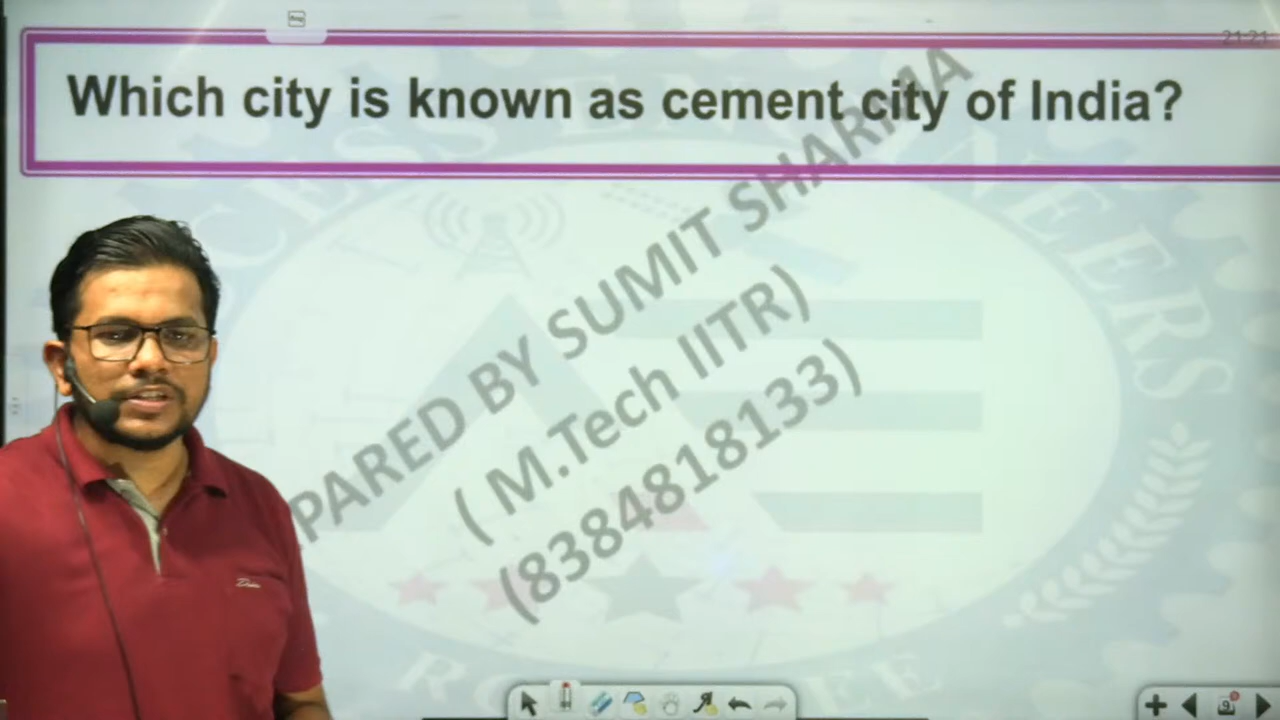 21:21
Which city is known as cement city of India?
PARED BY SUMIT SHARMA
( M.Tech IITR)
(8384818133)